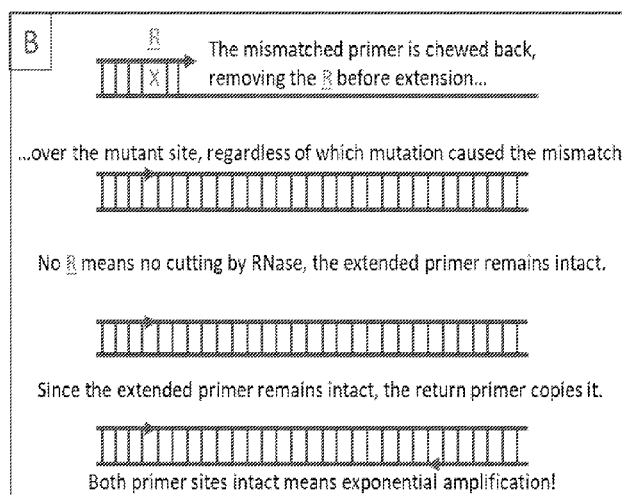 B
R
The mismatched primer is chewed back,
removing the R before extension...
X
...over the mutant site, regardless of which mutation caused the mismatch
No R means no cutting by RNase, the extended primer remains intact.
Since the extended primer remains intact, the return primer copies it.
Both primer sites intact means exponential amplification!